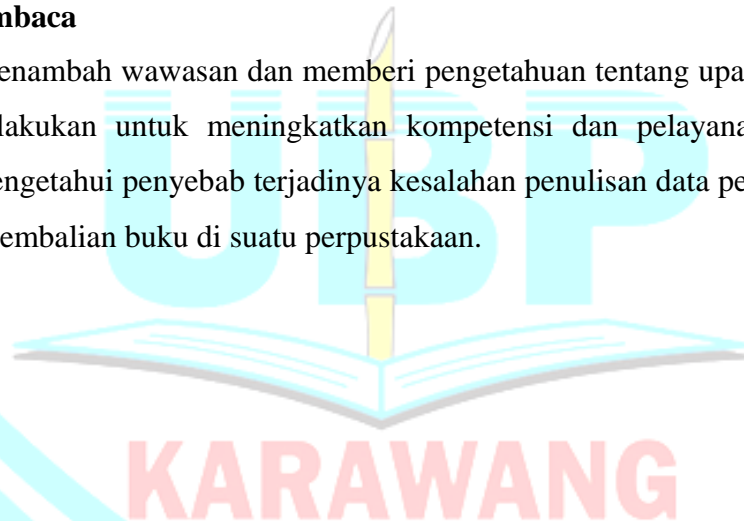 mbaca
enambah wawasan dan memberi pengetahuan tentang upa
lakukan untuk meningkatkan kompetensi dan pelayana
engetahui penyebab terjadinya kesalahan penulisan data pe
embalian buku di suatu perpustakaan.
UBP
KARAWANG